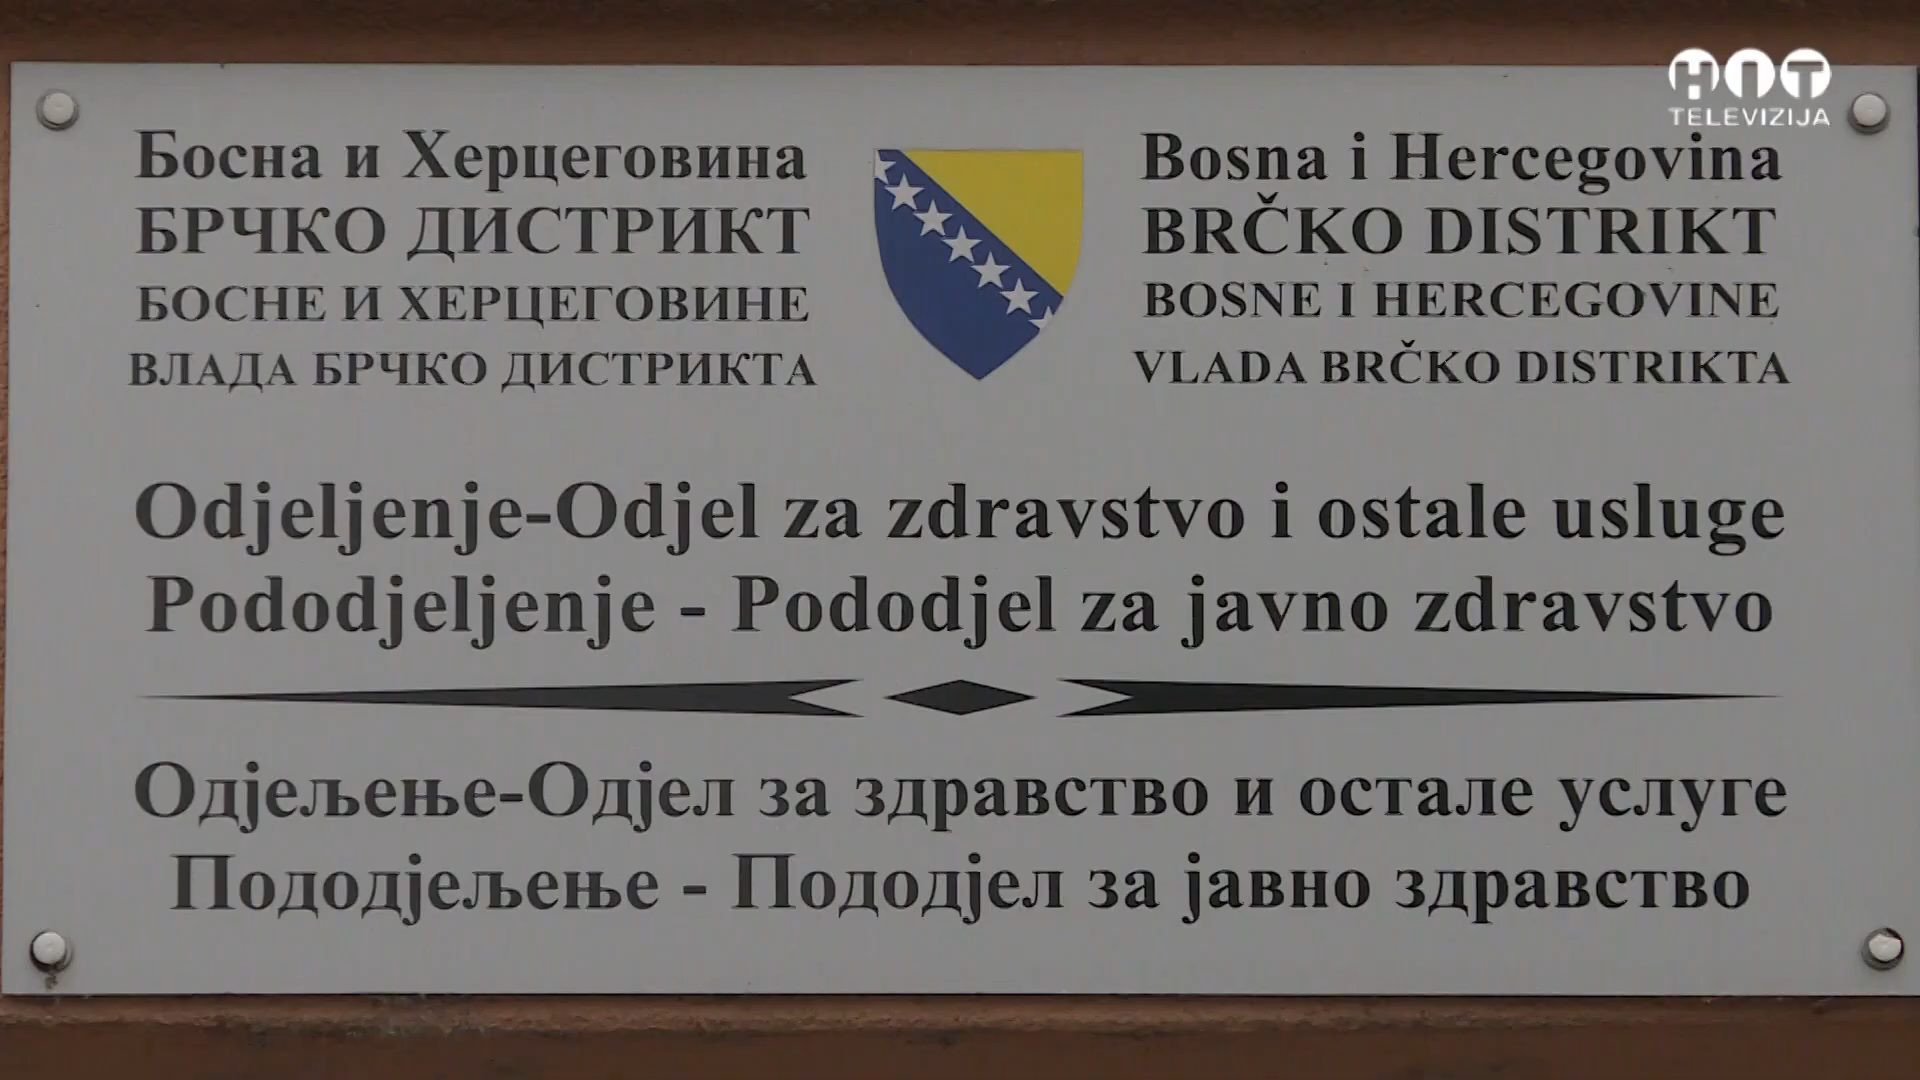 HIT
TELEVIZIJA
Босна и Херцеговина
БРЧКО ДИСТРИКТ
БОСНЕ И ХЕРЦЕГОВИНЕ
ВЛАДА БРЧКО ДИСТРИКТА
Bosna i Hercegovina
BRČKO DISTRIKT
BOSNE I HERCEGOVINE
VLADA BRČKO DISTRIKTA
Odjeljenje-Odjel za zdravstvo i ostale usluge
Pododjeljenje - Pododjel za javno zdravstvo
Одјељење-Одјел за здравство и остале услуге
Пододјељење - Пододјел за јавно здравство